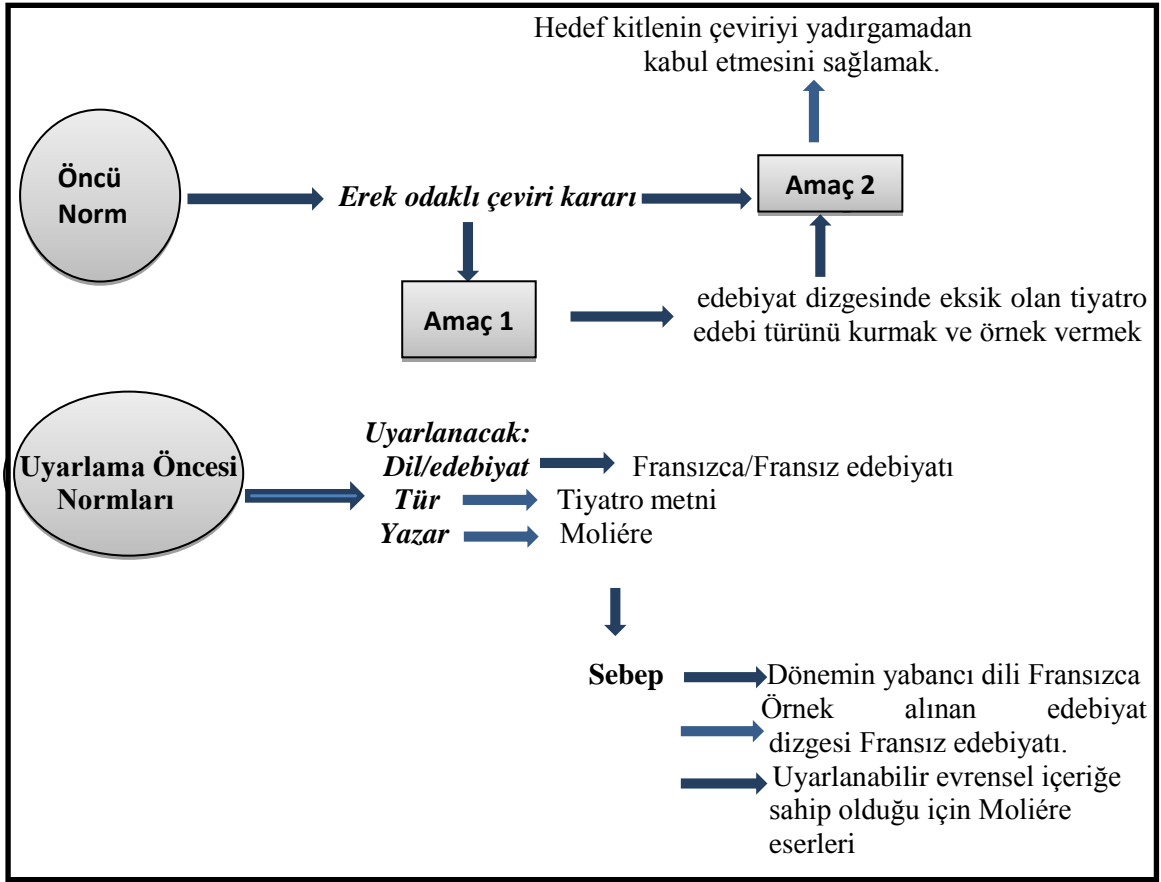 Hedef kitlenin çeviriyi yadırgamadan
kabul etmesini sağlamak.
Öncü
Norm
Erek odaklı çeviri kararı
Amaç 2
Amaç 1
edebiyat dizgesinde eksik olan tiyatro
edebi türünü kurmak ve örnek vermek
Uyarlama Öncesi
Normları
Uyarlanacak:
Dil/edebiyat
Fransızca/Fransız edebiyatı
Tür
Tiyatro metni
Yazar
Moliére
Sebep
Dönemin yabancı dili Fransızca
Örnek alınan edebiyat
dizgesi Fransız edebiyatı.
Uyarlanabilir evrensel içeriğe
sahip olduğu için Moliére
eserleri